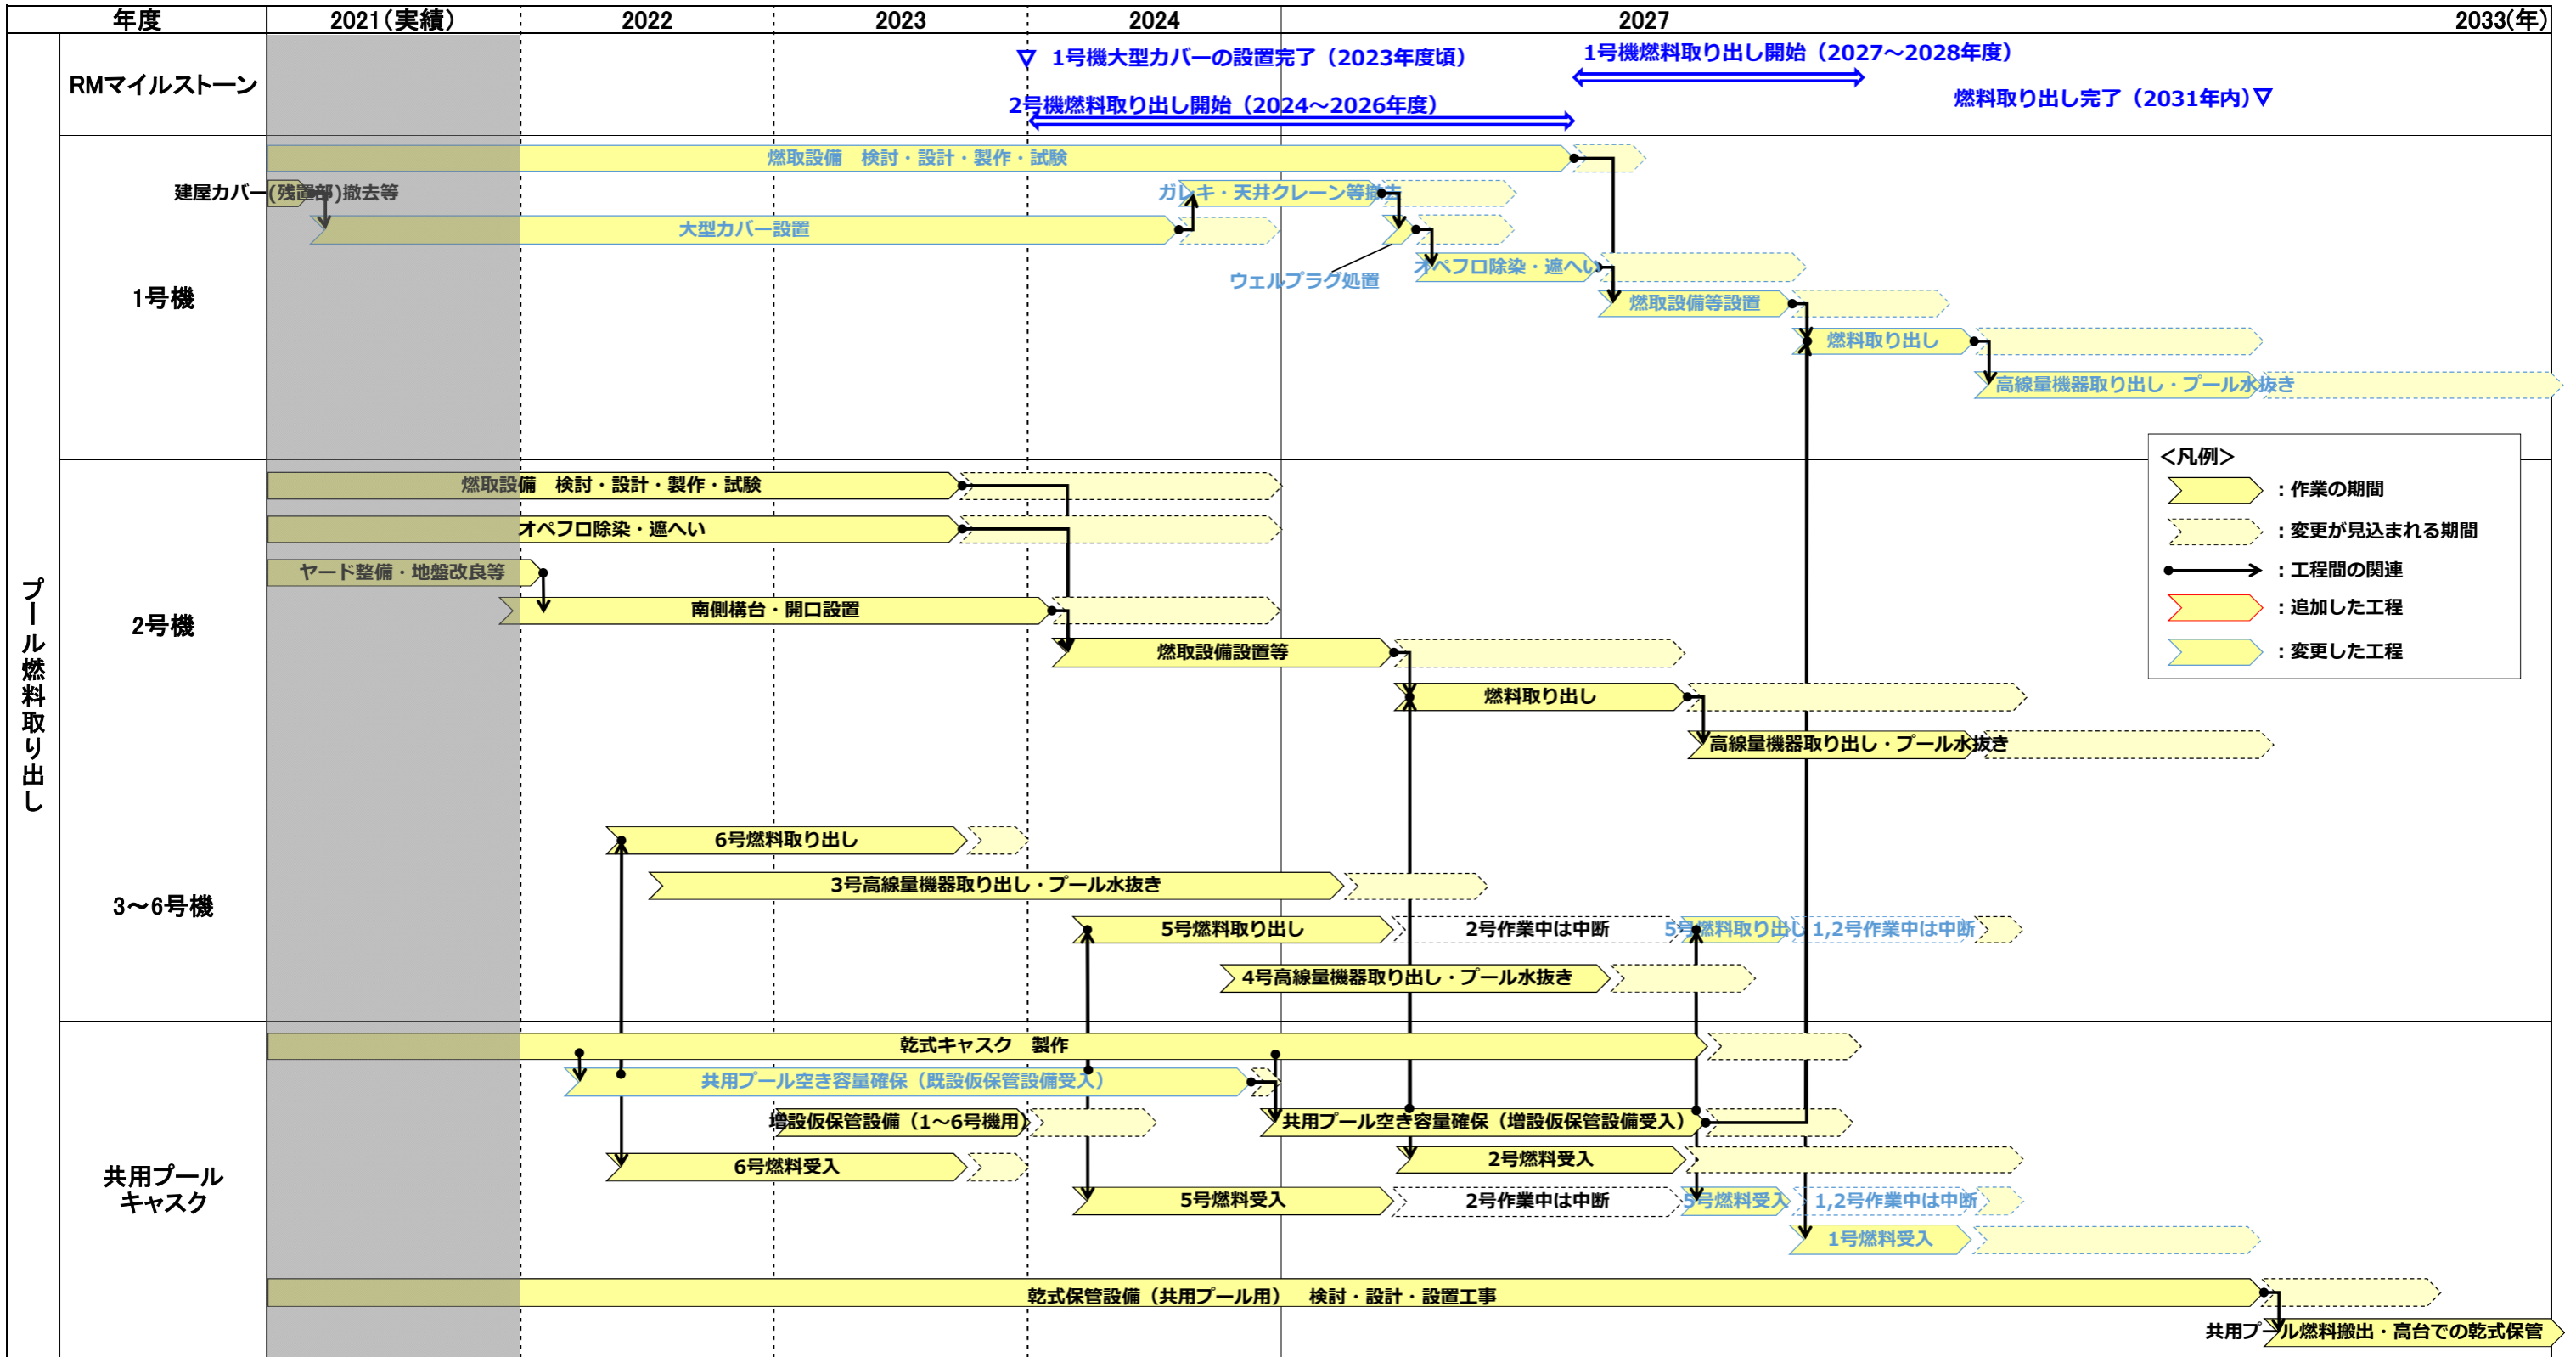 年度
2021(実績)
2022
2023
2024
2027
2033(年)
プール燃料取り出し
RMマイルストーン
▽ 1号機大型カバーの設置完了（2023年度頃）
1号機燃料取り出し開始（2027～2028年度）
2号機燃料取り出し開始（2024～2026年度）
燃料取り出し完了（2031年内）▽
1号機
燃取設備　検討・設計・製作・試験
建屋カバー(残置部)撤去等
ガレキ・天井クレーン等撤去
大型カバー設置
ウェルプラグ処置
オペフロ除染・遮へい
燃取設備等設置
燃料取り出し
高線量機器取り出し・プール水抜き
＜凡例＞
：作業の期間
：変更が見込まれる期間
：工程間の関連
：追加した工程
：変更した工程
2号機
燃取設備　検討・設計・製作・試験
オペフロ除染・遮へい
ヤード整備・地盤改良等
南側構台・開口設置
燃取設備設置等
燃料取り出し
高線量機器取り出し・プール水抜き
3～6号機
6号燃料取り出し
3号高線量機器取り出し・プール水抜き
5号燃料取り出し
2号作業中は中断
5号燃料取り出し
1,2号作業中は中断
4号高線量機器取り出し・プール水抜き
共用プール
キャスク
乾式キャスク　製作
共用プール空き容量確保（既設仮保管設備受入）
増設仮保管設備（1～6号機用）
共用プール空き容量確保（増設仮保管設備受入）
6号燃料受入
2号燃料受入
5号燃料受入
2号作業中は中断
5号燃料受入
1,2号作業中は中断
1号燃料受入
乾式保管設備（共用プール用）　検討・設計・設置工事
共用プール燃料搬出・高台での乾式保管